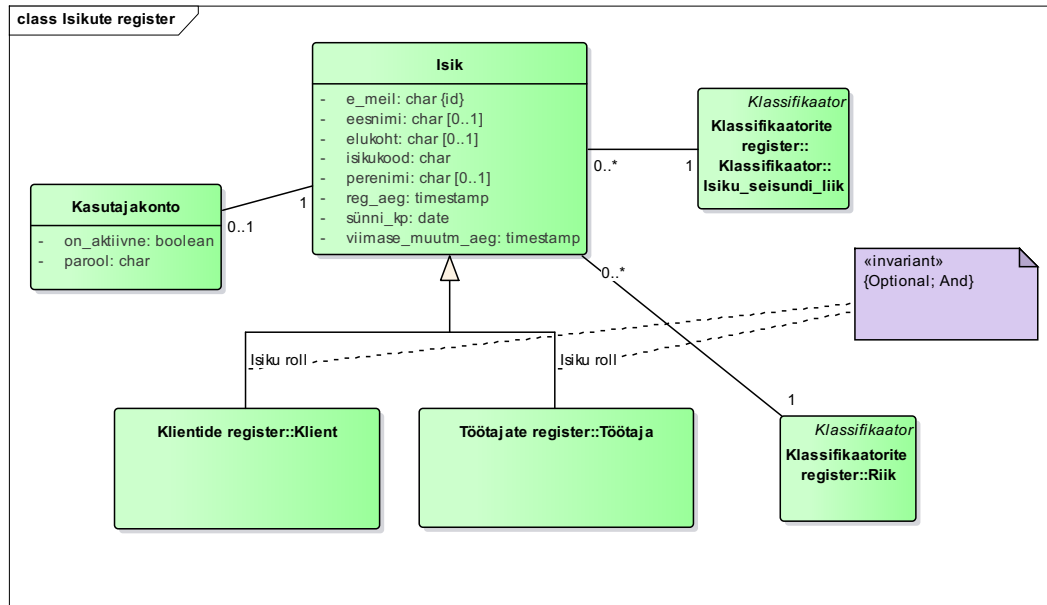 class Isikute register
Isik
- e_meil: char {id}
- eesnimi: char [0..1]
- elukoht: char [0..1]
- isikukood: char
- perenimi: char [0..1]
- reg_aeg: timestamp
- sünni_kp: date
- viimase_muutm_aeg: timestamp
Klassifikaator
Klassifikaatorite
register::
Klassifikaator::
Isiku_seisundi_liik
0..*
1
Kasutajakonto
- on_aktiivne: boolean
- parool: char
0..1
1
«invariant»
{Optional; And}
0..*
1
Isiku roll
Isiku roll
Klientide register::Klient
Töötajate register::Töötaja
Klassifikaator
Klassifikaatorite
register::Riik